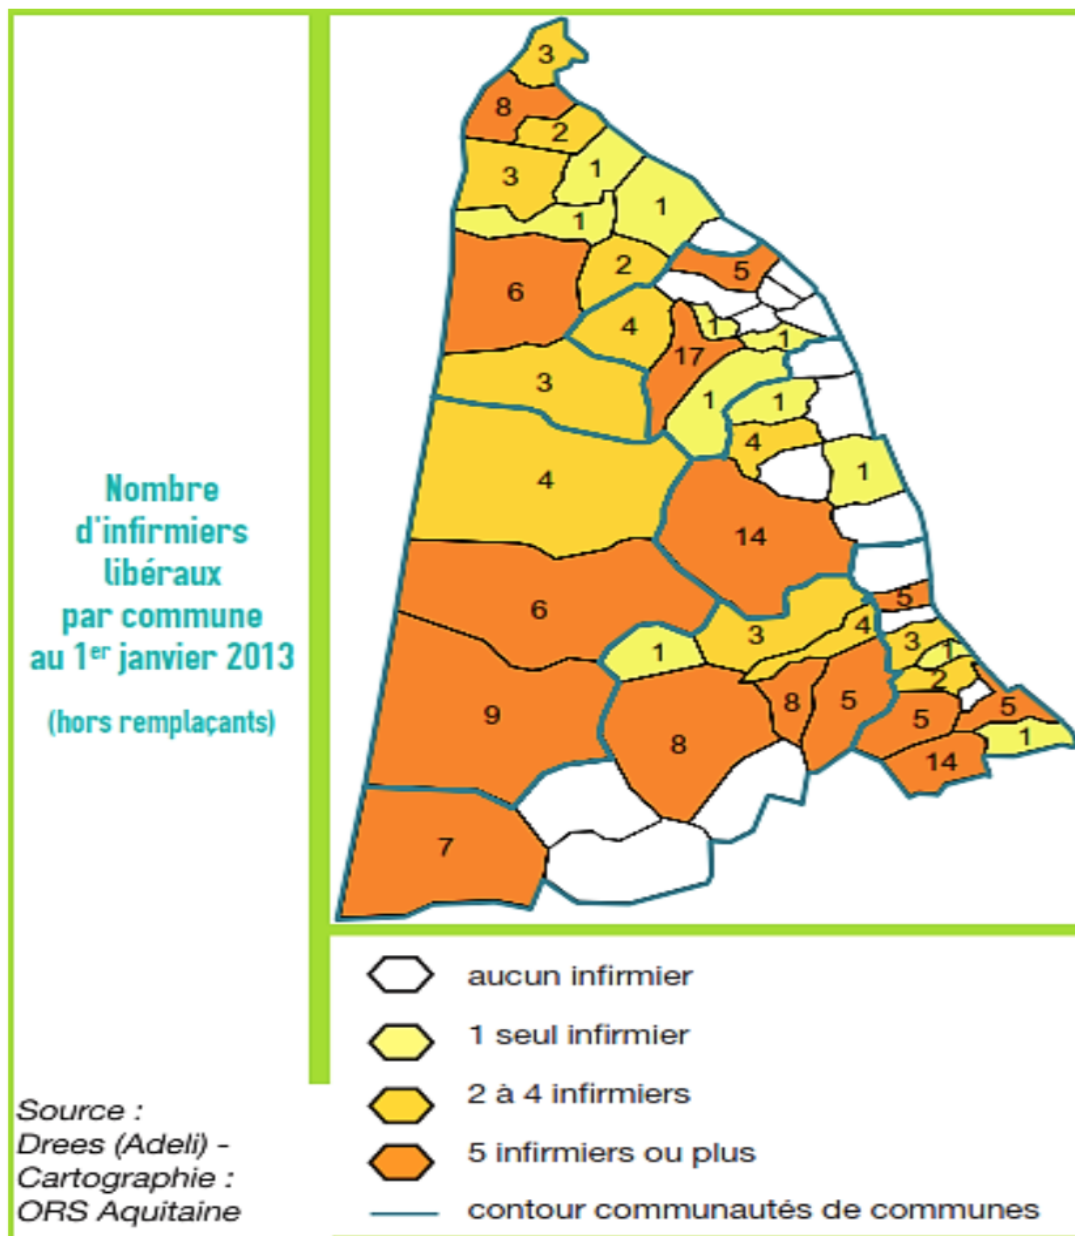 Nombre
d'infirmiers
libéraux
par commune
au 1er janvier 2013
(hors remplaçants)
3
8
2
3
1
1
1
5
2
6
4
1
1
17
3
1
1
4
1
4
14
5
6
4
3
3
1
1
2
8
5
5
5
9
1
8
14
7
aucun infirmier
1 seul infirmier
2 à 4 infirmiers
5 infirmiers ou plus
contour communautés de communes
Source :
Drees (Adeli) -
Cartographie :
ORS Aquitaine